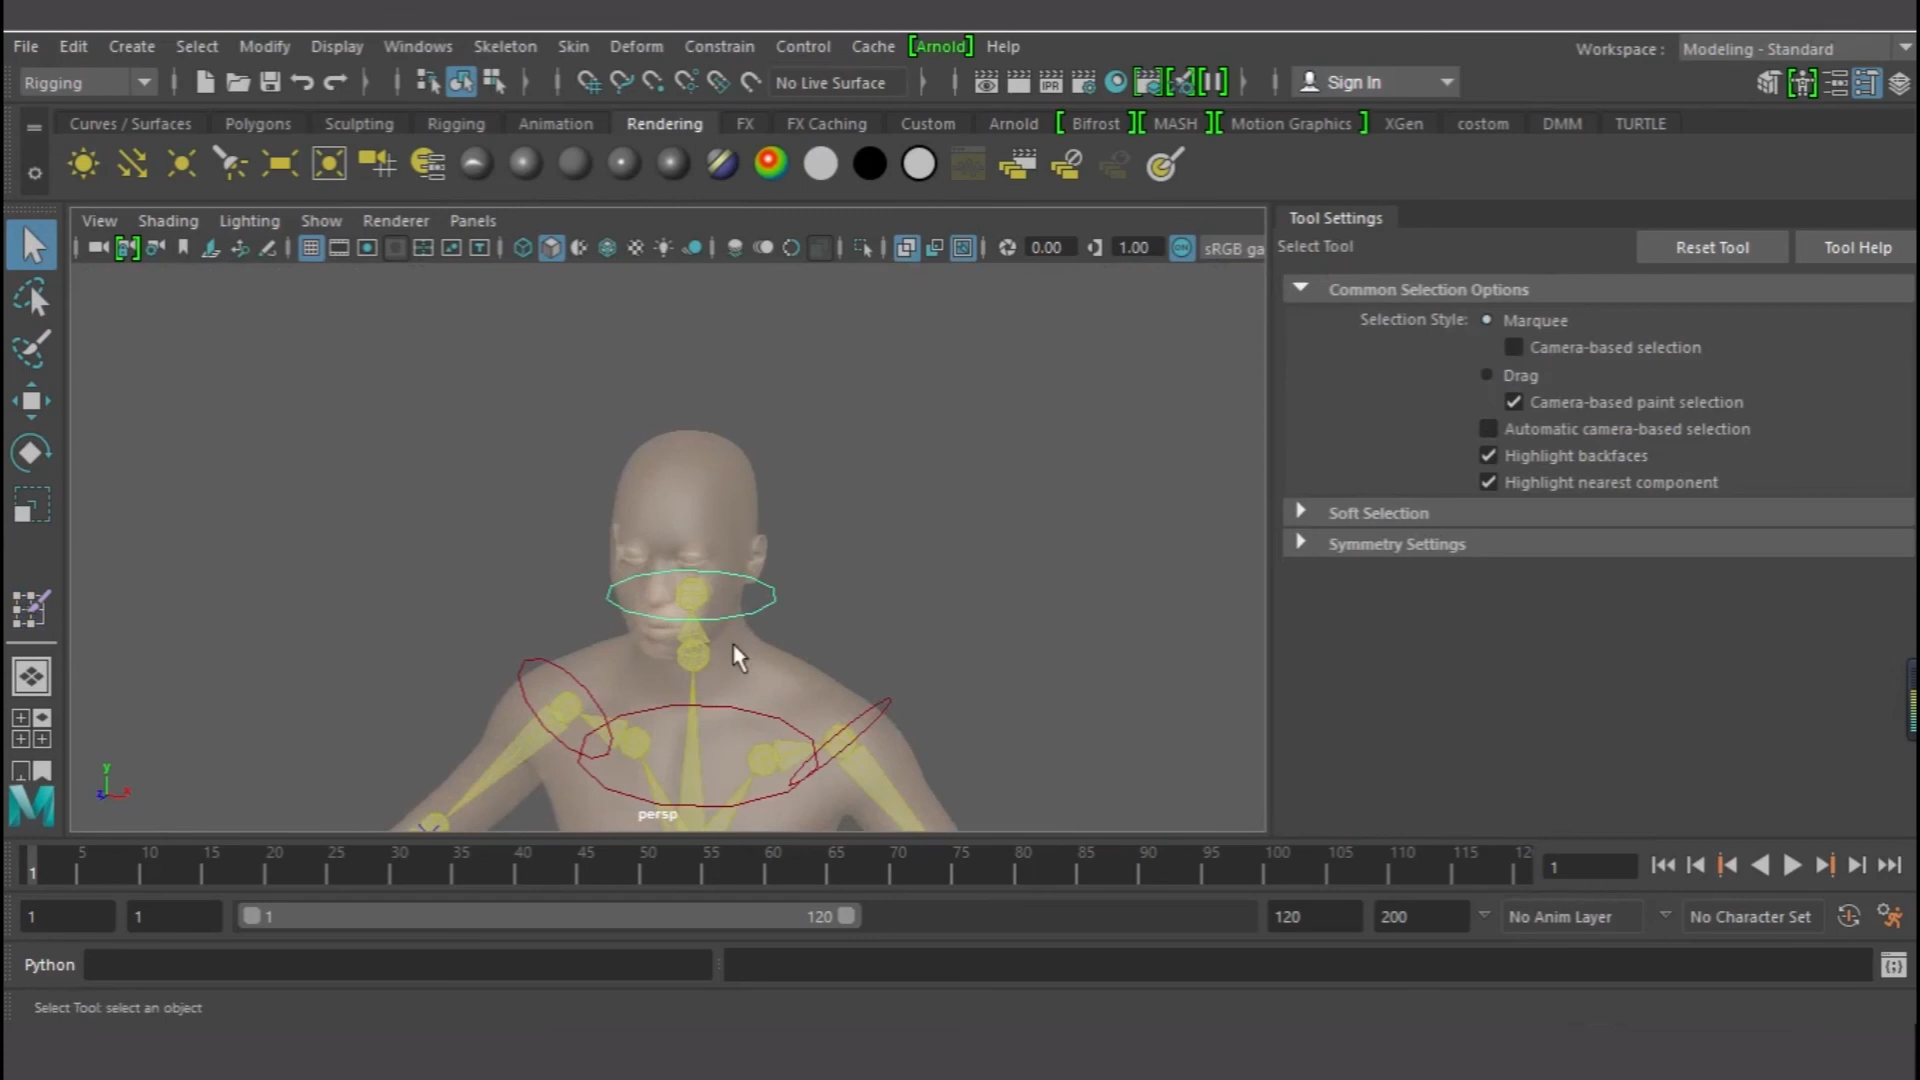 File Edit Create Select Modify Display Windows Skeleton Skin Deform Constrain Control Cache [Arnold] Help Workspace : Modeling - Standard
Rigging No Live Surface IPR Sign In
Curves / Surfaces Polygons Sculpting Rigging Animation Rendering FX FX Caching Custom Arnold [ Bifrost ] [ MASH ] [ Motion Graphics ] XGen costom DMM TURTLE
View Shading Lighting Show Renderer Panels
0.00 1.00 ON sRGB ga
Tool Settings
Select Tool Reset Tool Tool Help
Common Selection Options
Selection Style: Marquee
Camera-based selection
Drag
Camera-based paint selection
Automatic camera-based selection
Highlight backfaces
Highlight nearest component
Soft Selection
Symmetry Settings
y
z x
persp
M
5 10 15 20 25 30 35 40 45 50 55 60 65 70 75 80 85 90 95 100 105 110 115 12
1 1
1 1 1 120 120 200 No Anim Layer No Character Set
Python
Select Tool: select an object